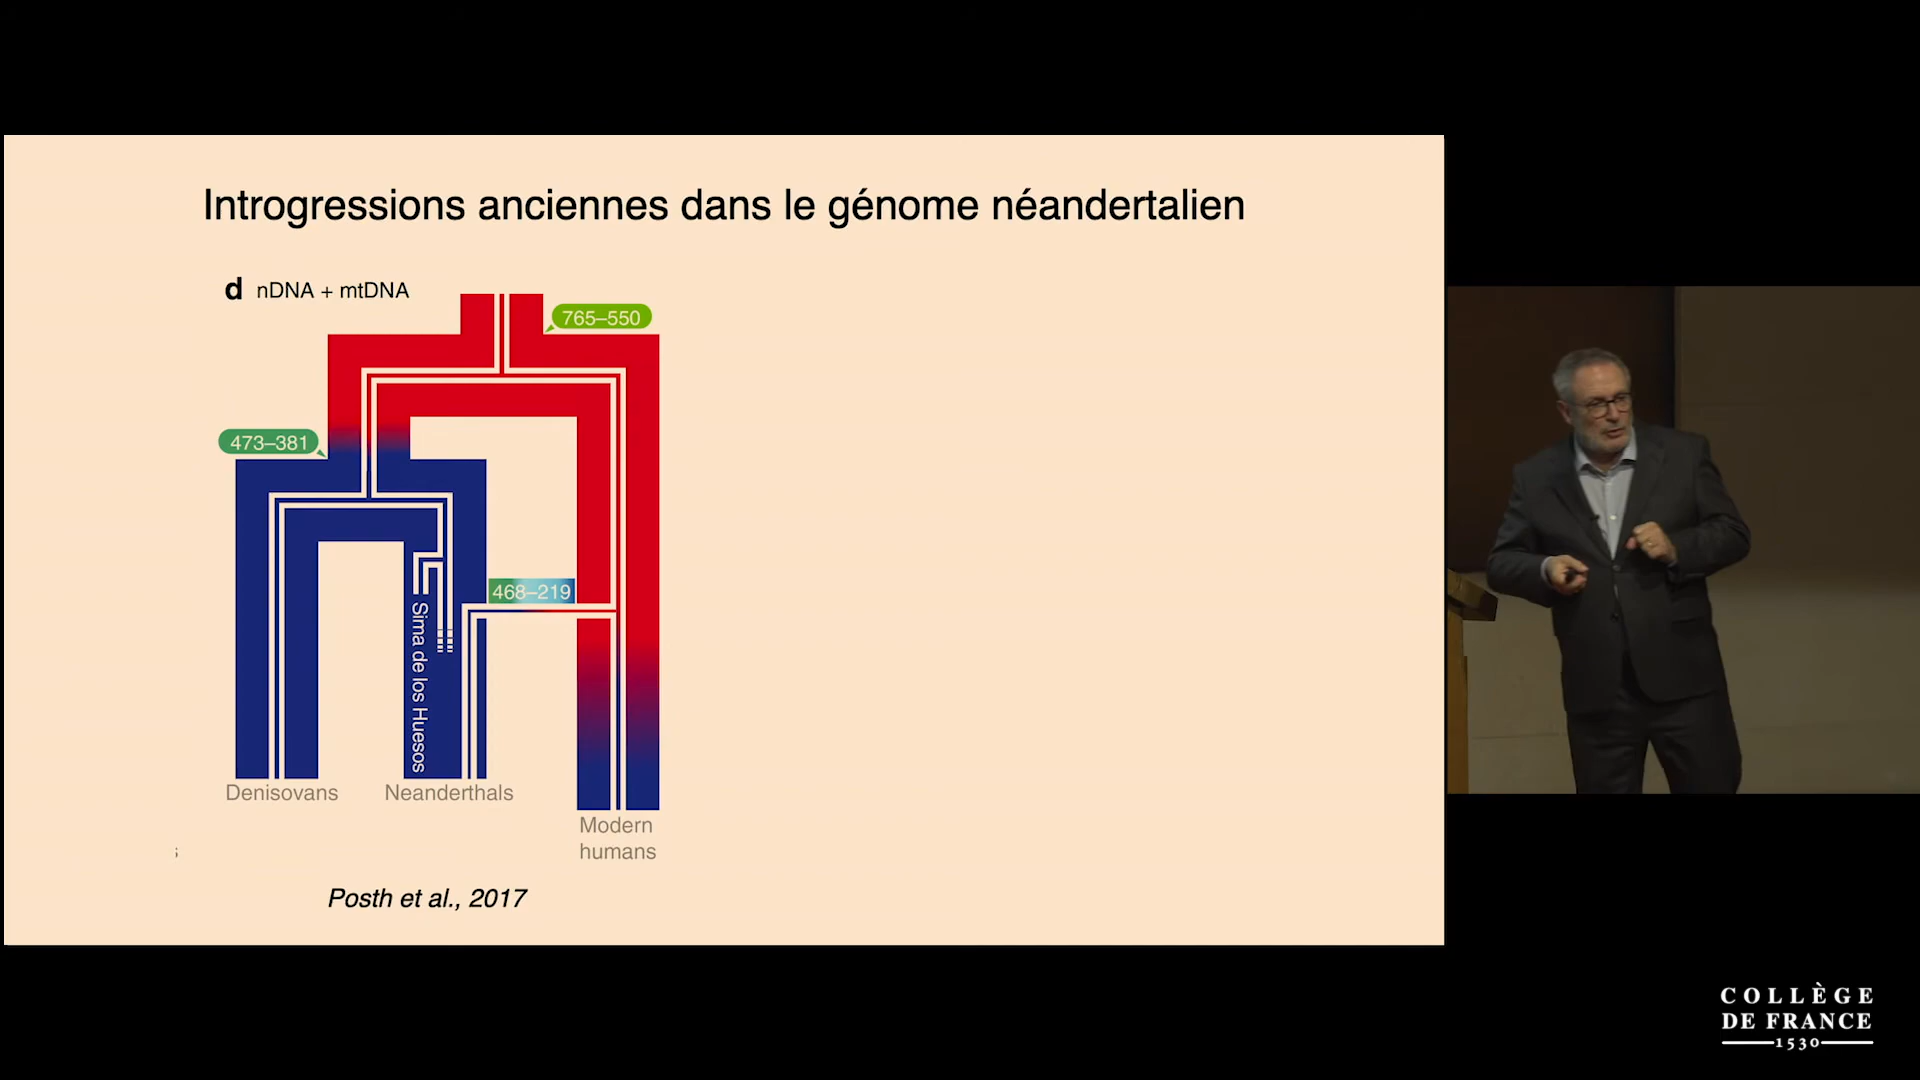 Introgressions anciennes dans le génome néandertalien
d nDNA + mtDNA
765–550
473–381
468–219
Sima de los Huesos
Denisovans
Neanderthals
Modern
humans
Posth et al., 2017
COLLÈGE
DE FRANCE
1530